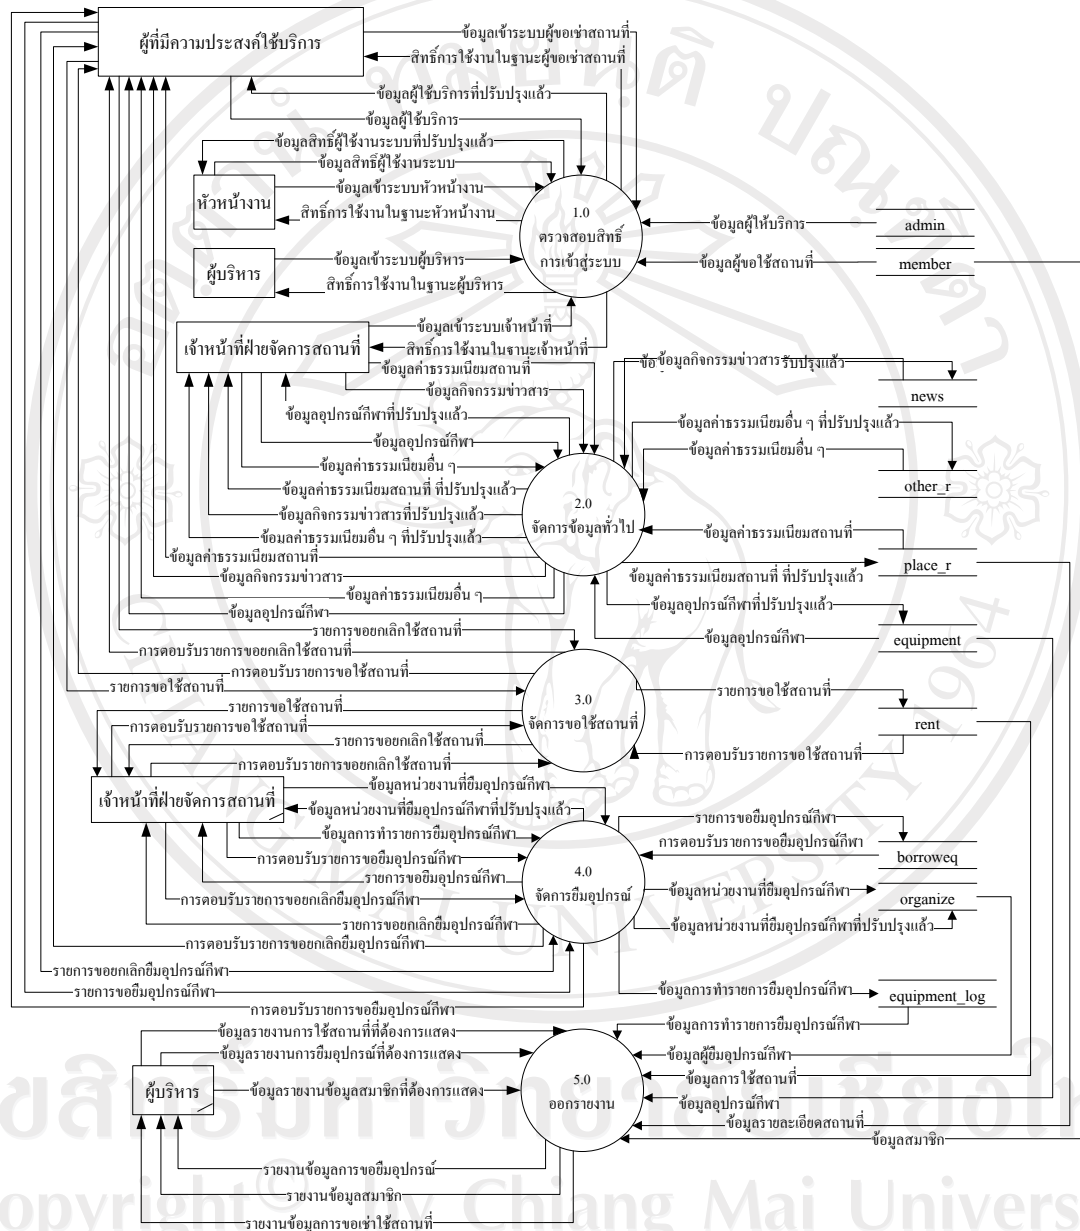 ผู้ที่มีความประสงค์ใช้บริการ
ข้อมูลเข้าระบบผู้ขอเช่าสถานที่
สิทธิ์การใช้งานในฐานะผู้ขอเช่าสถานที่
ข้อมูลผู้ใช้บริการที่ปรับปรุงแล้ว
ข้อมูลผู้ใช้บริการ
ข้อมูลสิทธิ์ผู้ใช้งานระบบที่ปรับปรุงแล้ว
ข้อมูลสิทธิ์ผู้ใช้งานระบบ
หัวหน้างาน
ข้อมูลเข้าระบบหัวหน้างาน
สิทธิ์การใช้งานในฐานะหัวหน้างาน
1.0
ตรวจสอบสิทธิ์
การเข้าสู่ระบบ
ข้อมูลผู้ให้บริการ
admin
ผู้บริหาร
ข้อมูลเข้าระบบผู้บริหาร
สิทธิ์การใช้งานในฐานะผู้บริหาร
ข้อมูลผู้ขอใช้สถานที่
member
เจ้าหน้าที่ฝ่ายจัดการสถานที่
ข้อมูลเข้าระบบเจ้าหน้าที่
สิทธิ์การใช้งานในฐานะเจ้าหน้าที่
ข้อมูลค่าธรรมเนียมสถานที่
ข้อมูลกิจกรรมข่าวสาร
ข้อ ข้อมูลกิจกรรมข่าวสาร รับปรุงแล้ว
news
ข้อมูลอุปกรณ์กีฬาที่ปรับปรุงแล้ว
ข้อมูลอุปกรณ์กีฬา
ข้อมูลค่าธรรมเนียมอื่น ๆ
ข้อมูลค่าธรรมเนียมสถานที่ ที่ปรับปรุงแล้ว
ข้อมูลกิจกรรมข่าวสารที่ปรับปรุงแล้ว
ข้อมูลค่าธรรมเนียมอื่น ๆ ที่ปรับปรุงแล้ว
2.0
จัดการข้อมูลทั่วไป
ข้อมูลค่าธรรมเนียมอื่น ๆ ที่ปรับปรุงแล้ว
ข้อมูลค่าธรรมเนียมอื่น ๆ
other_r
ข้อมูลค่าธรรมเนียมสถานที่
ข้อมูลค่าธรรมเนียมสถานที่ ที่ปรับปรุงแล้ว
place_r
ข้อมูลค่าธรรมเนียมสถานที่
ข้อมูลกิจกรรมข่าวสาร
ข้อมูลค่าธรรมเนียมอื่น ๆ
ข้อมูลอุปกรณ์กีฬา
ข้อมูลอุปกรณ์กีฬาที่ปรับปรุงแล้ว
ข้อมูลอุปกรณ์กีฬา
equipment
รายการขอยกเลิกใช้สถานที่
การตอบรับรายการขอยกเลิกใช้สถานที่
การตอบรับรายการขอใช้สถานที่
รายการขอใช้สถานที่
รายการขอใช้สถานที่
การตอบรับรายการขอใช้สถานที่
รายการขอยกเลิกใช้สถานที่
การตอบรับรายการขอยกเลิกใช้สถานที่
3.0
จัดการขอใช้สถานที่
รายการขอใช้สถานที่
การตอบรับรายการขอใช้สถานที่
rent
เจ้าหน้าที่ฝ่ายจัดการสถานที่
ข้อมูลหน่วยงานที่ยืมอุปกรณ์กีฬา
ข้อมูลหน่วยงานที่ยืมอุปกรณ์กีฬาที่ปรับปรุงแล้ว
ข้อมูลการทำรายการยืมอุปกรณ์กีฬา
การตอบรับรายการขอยืมอุปกรณ์กีฬา
รายการขอยืมอุปกรณ์กีฬา
การตอบรับรายการขอยกเลิกยืมอุปกรณ์กีฬา
รายการขอยกเลิกยืมอุปกรณ์กีฬา
การตอบรับรายการขอยกเลิกยืมอุปกรณ์กีฬา
รายการขอยกเลิกยืมอุปกรณ์กีฬา
รายการขอยืมอุปกรณ์กีฬา
การตอบรับรายการขอยืมอุปกรณ์กีฬา
4.0
จัดการยืมอุปกรณ์
รายการขอยืมอุปกรณ์กีฬา
การตอบรับรายการขอยืมอุปกรณ์กีฬา
borroweq
ข้อมูลหน่วยงานที่ยืมอุปกรณ์กีฬา
organize
ข้อมูลหน่วยงานที่ยืมอุปกรณ์กีฬาที่ปรับปรุงแล้ว
ข้อมูลการทำรายการยืมอุปกรณ์กีฬา
equipment_log
ข้อมูลการทำรายการยืมอุปกรณ์กีฬา
ข้อมูลผู้ยืมอุปกรณ์กีฬา
ข้อมูลการใช้สถานที่
ข้อมูลอุปกรณ์กีฬา
ข้อมูลรายละเอียดสถานที่
ข้อมูลสมาชิก
ข้อมูลรายงานการใช้สถานที่ที่ต้องการแสดง
ข้อมูลรายงานการยืมอุปกรณ์ที่ต้องการแสดง
ผู้บริหาร
ข้อมูลรายงานข้อมูลสมาชิกที่ต้องการแสดง
5.0
ออกรายงาน
รายงานข้อมูลการขอยืมอุปกรณ์
รายงานข้อมูลสมาชิก
รายงานข้อมูลการขอเช่าใช้สถานที่
CHIANG MAI UNIVERSITY 1964
opyright © by Chiang Mai Univers